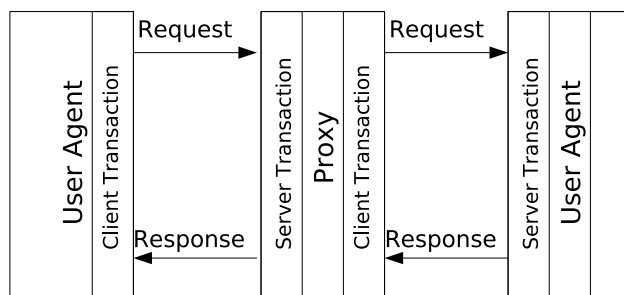 Request
Request
User Agent
Client Transaction
Server Transaction
Proxy
Client Transaction
Server Transaction
User Agent
Response
Response